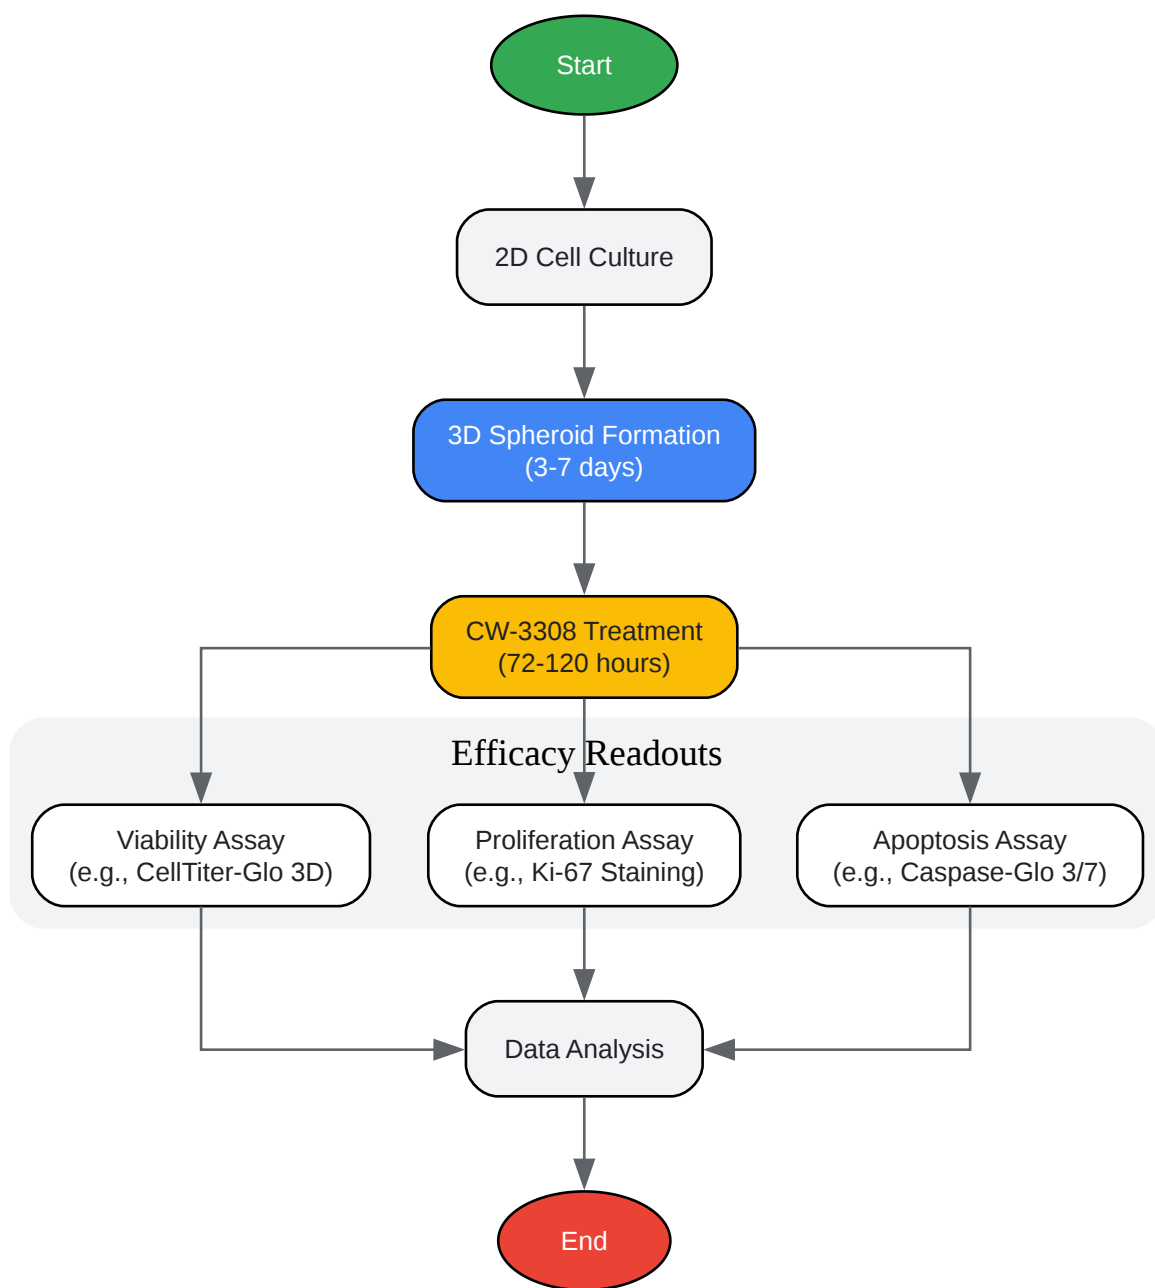 Start
2D Cell Culture
3D Spheroid Formation
(3-7 days)
CW-3308 Treatment
(72-120 hours)
Efficacy Readouts
Viability Assay
(e.g., CellTiter-Glo 3D)
Proliferation Assay
(e.g., Ki-67 Staining)
Apoptosis Assay
(e.g., Caspase-Glo 3/7)
Data Analysis
End